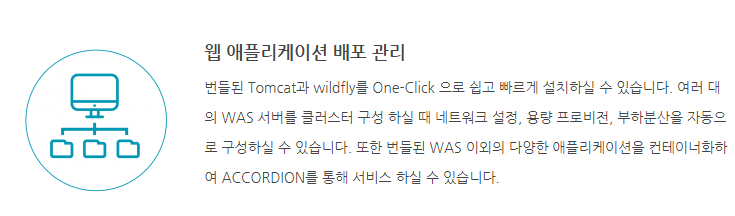 웹 애플리케이션 배포 관리
번들된 Tomcat과 wildfly를 One-Click 으로 쉽고 빠르게 설치하실 수 있습니다. 여러 대
의 WAS 서버를 클러스터 구성 하실 때 네트워크 설정, 용량 프로비전, 부하분산을 자동으
로 구성하실 수 있습니다. 또한 번들된 WAS 이외의 다양한 애플리케이션을 컨테이너화하
여 ACCORDION를 통해 서비스 하실 수 있습니다.